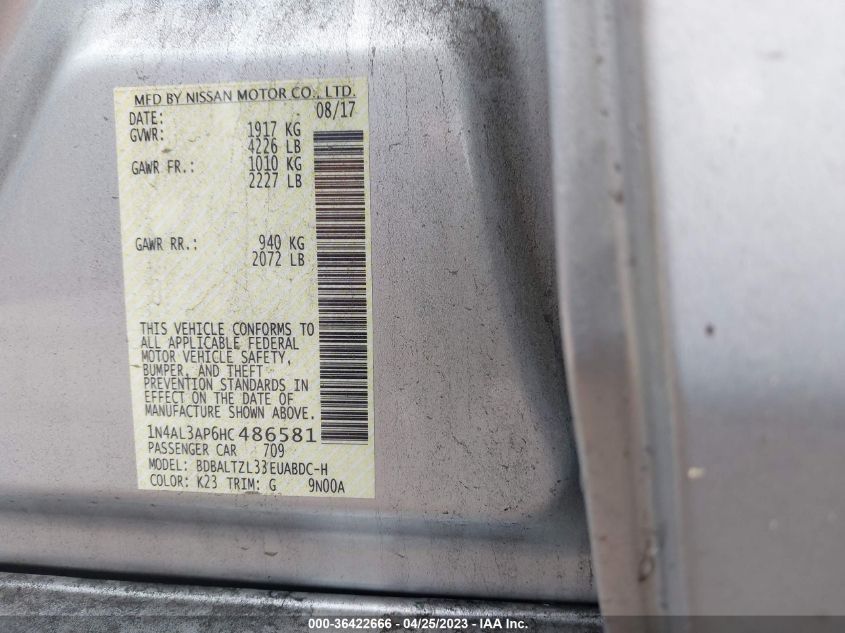 MFD BY NISSAN MOTOR CO., LTD.
DATE: 08/17
GVWR: 1917 KG
4226 LB
GAWR FR.: 1010 KG
2227 LB
GAWR RR.: 940 KG
2072 LB
THIS VEHICLE CONFORMS TO
ALL APPLICABLE FEDERAL
MOTOR VEHICLE SAFETY,
BUMPER, AND THEFT
PREVENTION STANDARDS IN
EFFECT ON THE DATE OF
MANUFACTURE SHOWN ABOVE.
1N4AL3AP6HC486581
PASSENGER CAR 709
MODEL: BDBALTZL33EUABDC-H
COLOR: K23 TRIM: G 9N00A
000-36422666 - 04/25/2023 - © IAA, Inc.